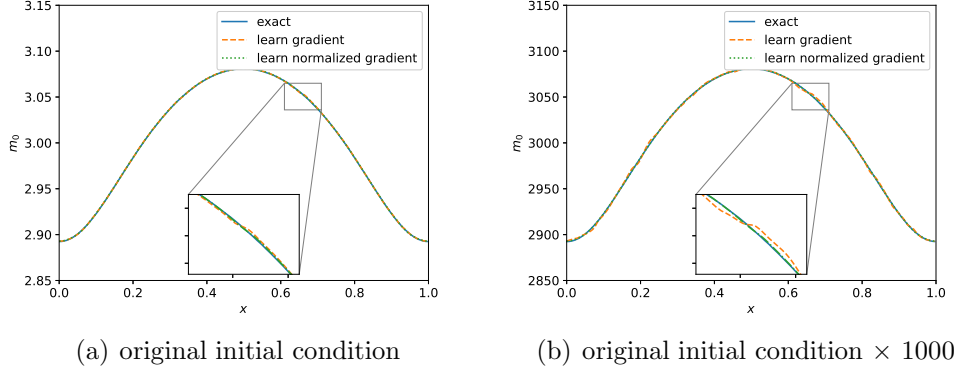 3.15
3.10
3.05
3.00
2.95
2.90
2.85
m0
exact
learn gradient
learn normalized gradient
0.0 0.2 0.4 0.6 0.8 1.0
x
(a) original initial condition
3150
3100
3050
3000
2950
2900
2850
m0
exact
learn gradient
learn normalized gradient
0.0 0.2 0.4 0.6 0.8 1.0
x
(b) original initial condition × 1000